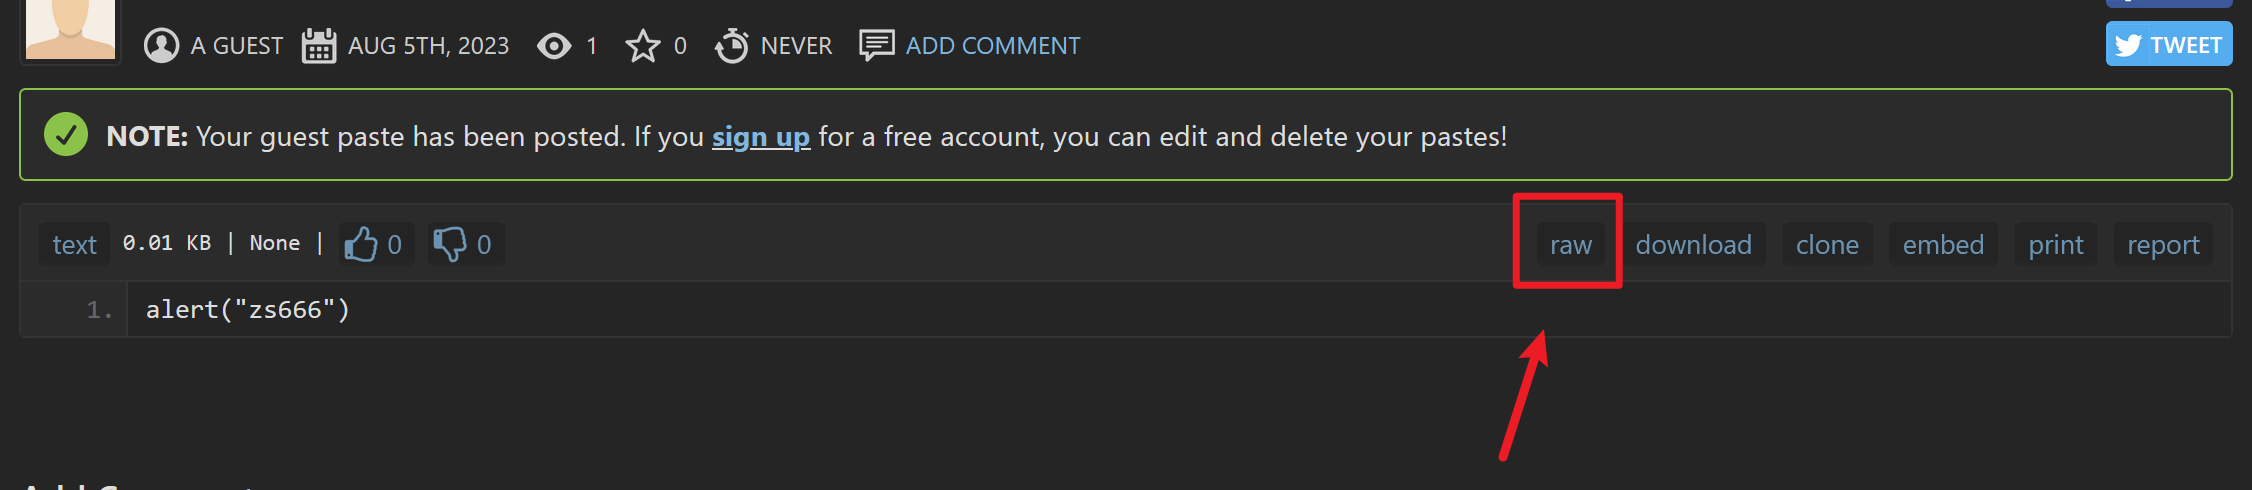 A GUEST AUG 5TH, 2023 1 0 NEVER ADD COMMENT TWEET
NOTE: Your guest paste has been posted. If you sign up for a free account, you can edit and delete your pastes!
text 0.01 KB | None | 0 0 raw download clone embed print report
1. alert("zs666")